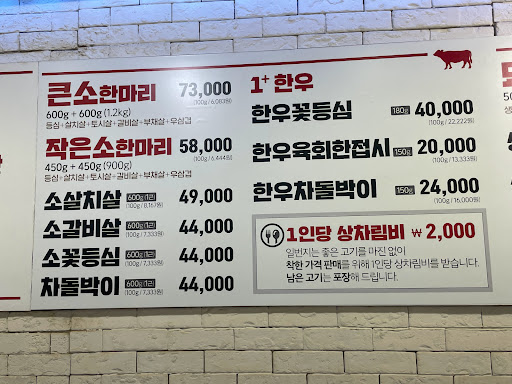 큰소한마리 73,000
600g + 600g (1.2kg) (100g / 6,083원)
등심+살치살+토시살+갈비살+부채살+우삼겹
작은소한마리 58,000
450g + 450g (900g) (100g / 6,444원)
등심+살치살+토시살+갈비살+부채살+우삼겹
소살치살 600g 49,000
(100g / 8,167원)
소갈비살 600g 44,000
(100g / 7,333원)
소꽃등심 600g 44,000
(100g / 7,333원)
차돌박이 600g 44,000
(100g / 7,333원)
1+ 한우
한우꽃등심 180g 40,000
(100g / 22,222원)
한우육회한접시 150g 20,000
(100g / 13,333원)
한우차돌박이 150g 24,000
(100g / 16,000원)
1인당 상차림비 ₩ 2,000
일번지는 좋은 고기를 마진 없이
착한 가격 판매를 위해 1인당 상차림비를 받습니다.
남은 고기는 포장해 드립니다.